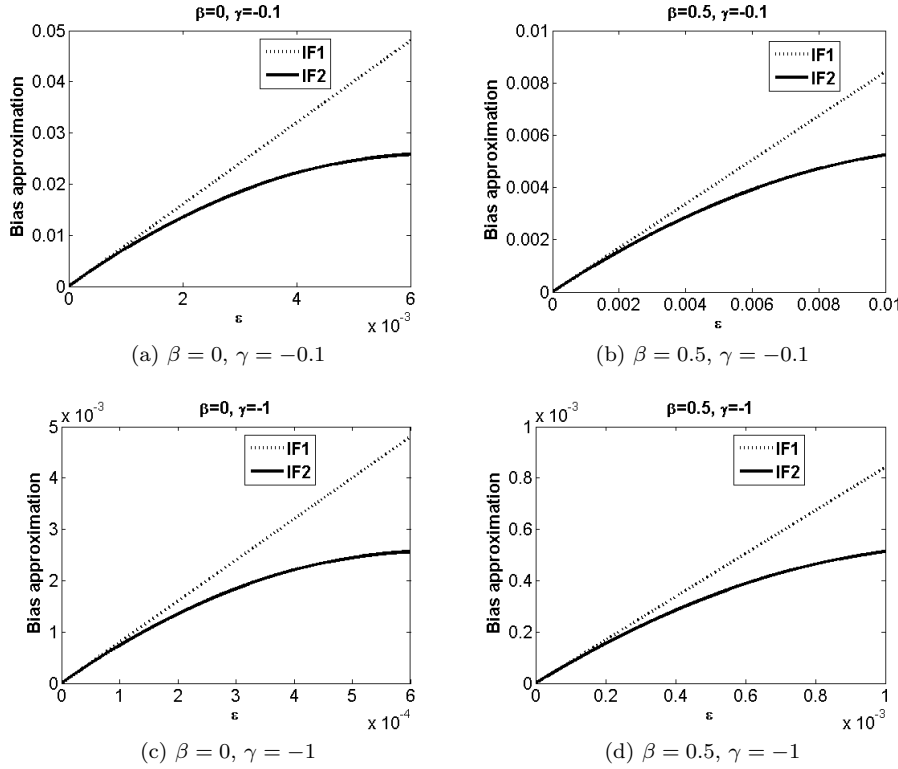 β=0, γ=-0.1
0.05
0.04
0.03
0.02
0.01
0
Bias approximation
IF1
IF2
0
2
4
6
x 10⁻³
ε
(a) β = 0, γ = −0.1
β=0.5, γ=-0.1
0.01
0.008
0.006
0.004
0.002
0
Bias approximation
IF1
IF2
0
0.002
0.004
0.006
0.008
0.01
ε
(b) β = 0.5, γ = −0.1
β=0, γ=-1
x 10⁻³
5
4
3
2
1
0
Bias approximation
IF1
IF2
0
1
2
3
4
5
6
x 10⁻⁴
ε
(c) β = 0, γ = −1
β=0.5, γ=-1
x 10⁻³
1
0.8
0.6
0.4
0.2
0
Bias approximation
IF1
IF2
0
0.2
0.4
0.6
0.8
1
x 10⁻³
ε
(d) β = 0.5, γ = −1